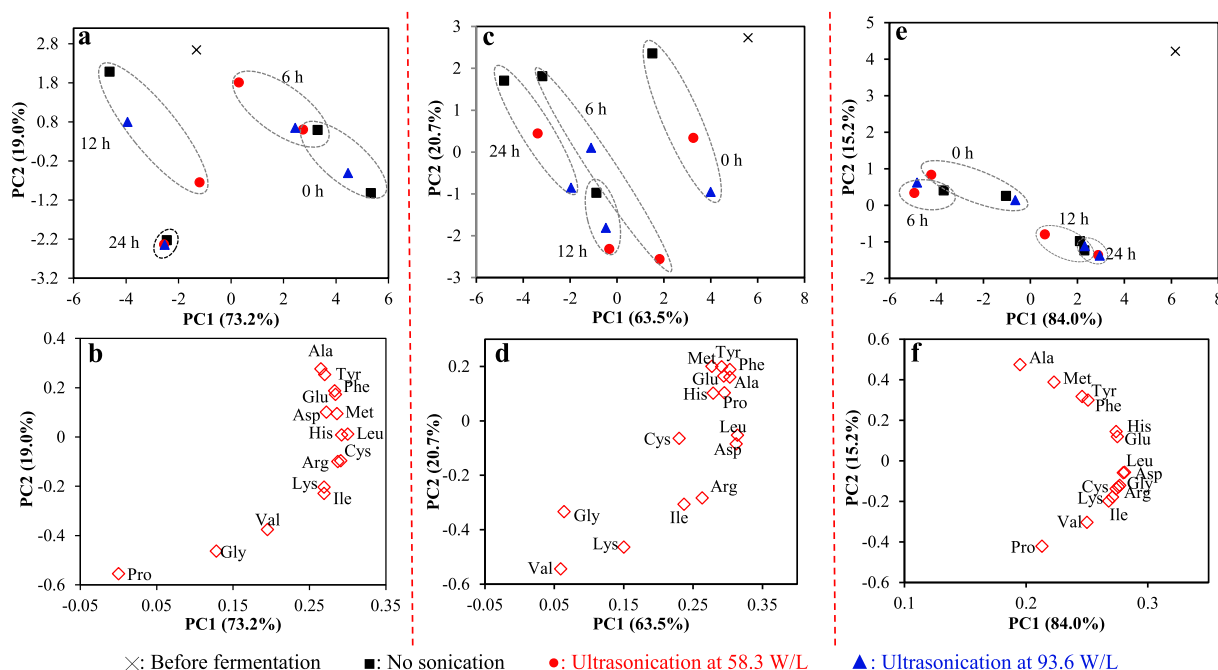 a
2.8
1.8
0.8
-0.2
-1.2
-2.2
-3.2
PC2 (19.0%)
6 h
12 h
0 h
24 h
-6
-4
-2
0
2
4
6
PC1 (73.2%)
c
3
2
1
0
-1
-2
-3
PC2 (20.7%)
6 h
24 h
0 h
12 h
-6
-4
-2
0
2
4
6
8
PC1 (63.5%)
e
5.2
4.2
3.2
2.2
1.2
0.2
-1
-2
PC2 (15.2%)
0 h
6 h
12 h
24 h
-8
-6
-4
-2
0
2
4
6
8
PC1 (84.0%)
b
0.4
0.2
0
-0.2
-0.4
-0.6
PC2 (19.0%)
Ala
Tyr
Phe
Glu
Asp
Met
His
Leu
Cys
Arg
Lys
Ile
Val
Gly
Pro
-0.05
0.05
0.15
0.25
0.35
PC1 (73.2%)
d
0.2
0
-0.2
-0.4
-0.6
PC2 (20.7%)
Met
Tyr
Phe
Glu
Ala
His
Pro
Leu
Cys
Asp
Arg
Gly
Ile
Lys
Val
-0.05
0.05
0.15
0.25
0.35
PC1 (63.5%)
f
0.6
0.4
0.2
0
-0.2
-0.4
-0.6
PC2 (15.2%)
Ala
Met
Tyr
Phe
His
Glu
Leu
Asp
Cys
Gly
Lys
Arg
Ile
Val
Pro
0.1
0.2
0.3
PC1 (84.0%)
×: Before fermentation ■: No sonication ●: Ultrasonication at 58.3 W/L ▲: Ultrasonication at 93.6 W/L